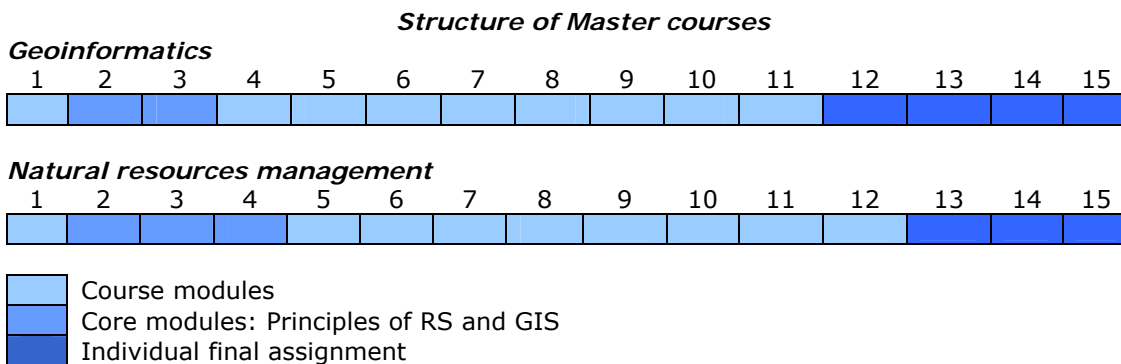 Structure of Master courses
Geoinformatics
1 2 3 4 5 6 7 8 9 10 11 12 13 14 15
Natural resources management
1 2 3 4 5 6 7 8 9 10 11 12 13 14 15
Course modules
Core modules: Principles of RS and GIS
Individual final assignment